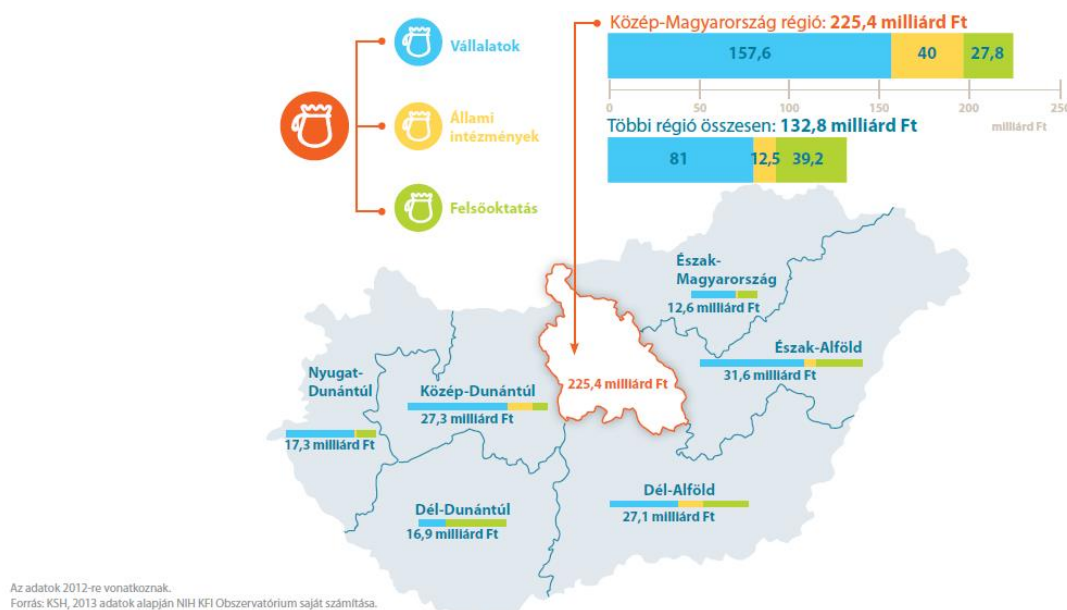 Vállalatok
Állami
intézmények
Felsőoktatás
Közép-Magyarország régió: 225,4 milliárd Ft
157,6 40 27,8
0 50 100 150 200 250
milliárd Ft
Többi régió összesen: 132,8 milliárd Ft
81 12,5 39,2
Észak-
Magyarország
12,6 milliárd Ft
Észak-Alföld
31,6 milliárd Ft
225,4 milliárd Ft
Nyugat-
Dunántúl
17,3 milliárd Ft
Közép-Dunántúl
27,3 milliárd Ft
Dél-Dunántúl
16,9 milliárd Ft
Dél-Alföld
27,1 milliárd Ft
Az adatok 2012-re vonatkoznak.
Forrás: KSH, 2013 adatok alapján NIH KFI Obszervatórium saját számítása.